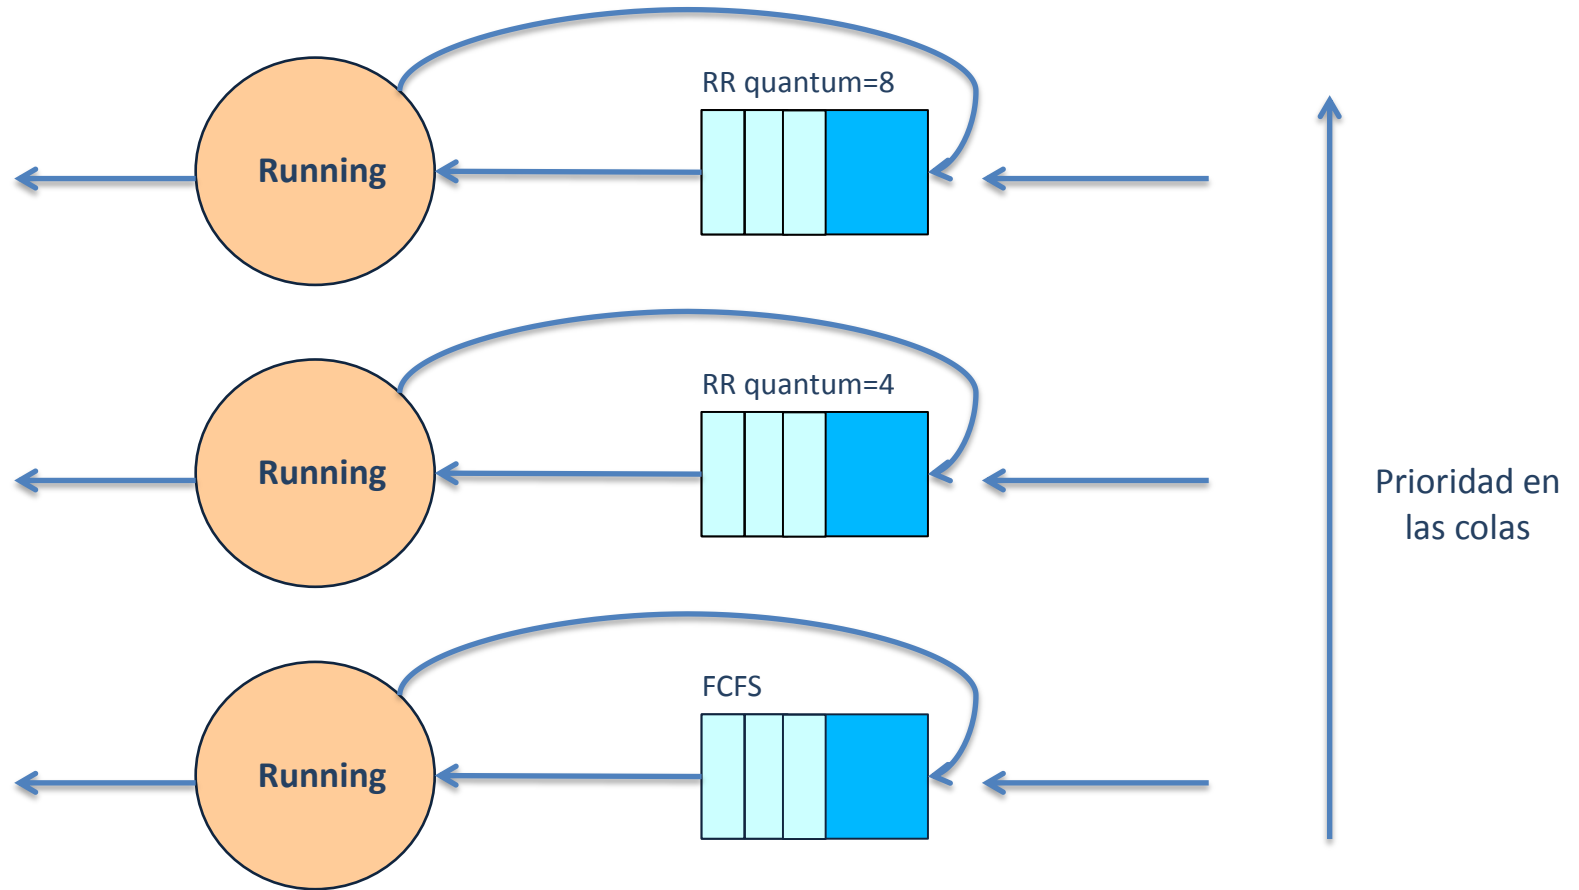 RR quantum=8
Running
RR quantum=4
Running
Prioridad en
las colas
FCFS
Running